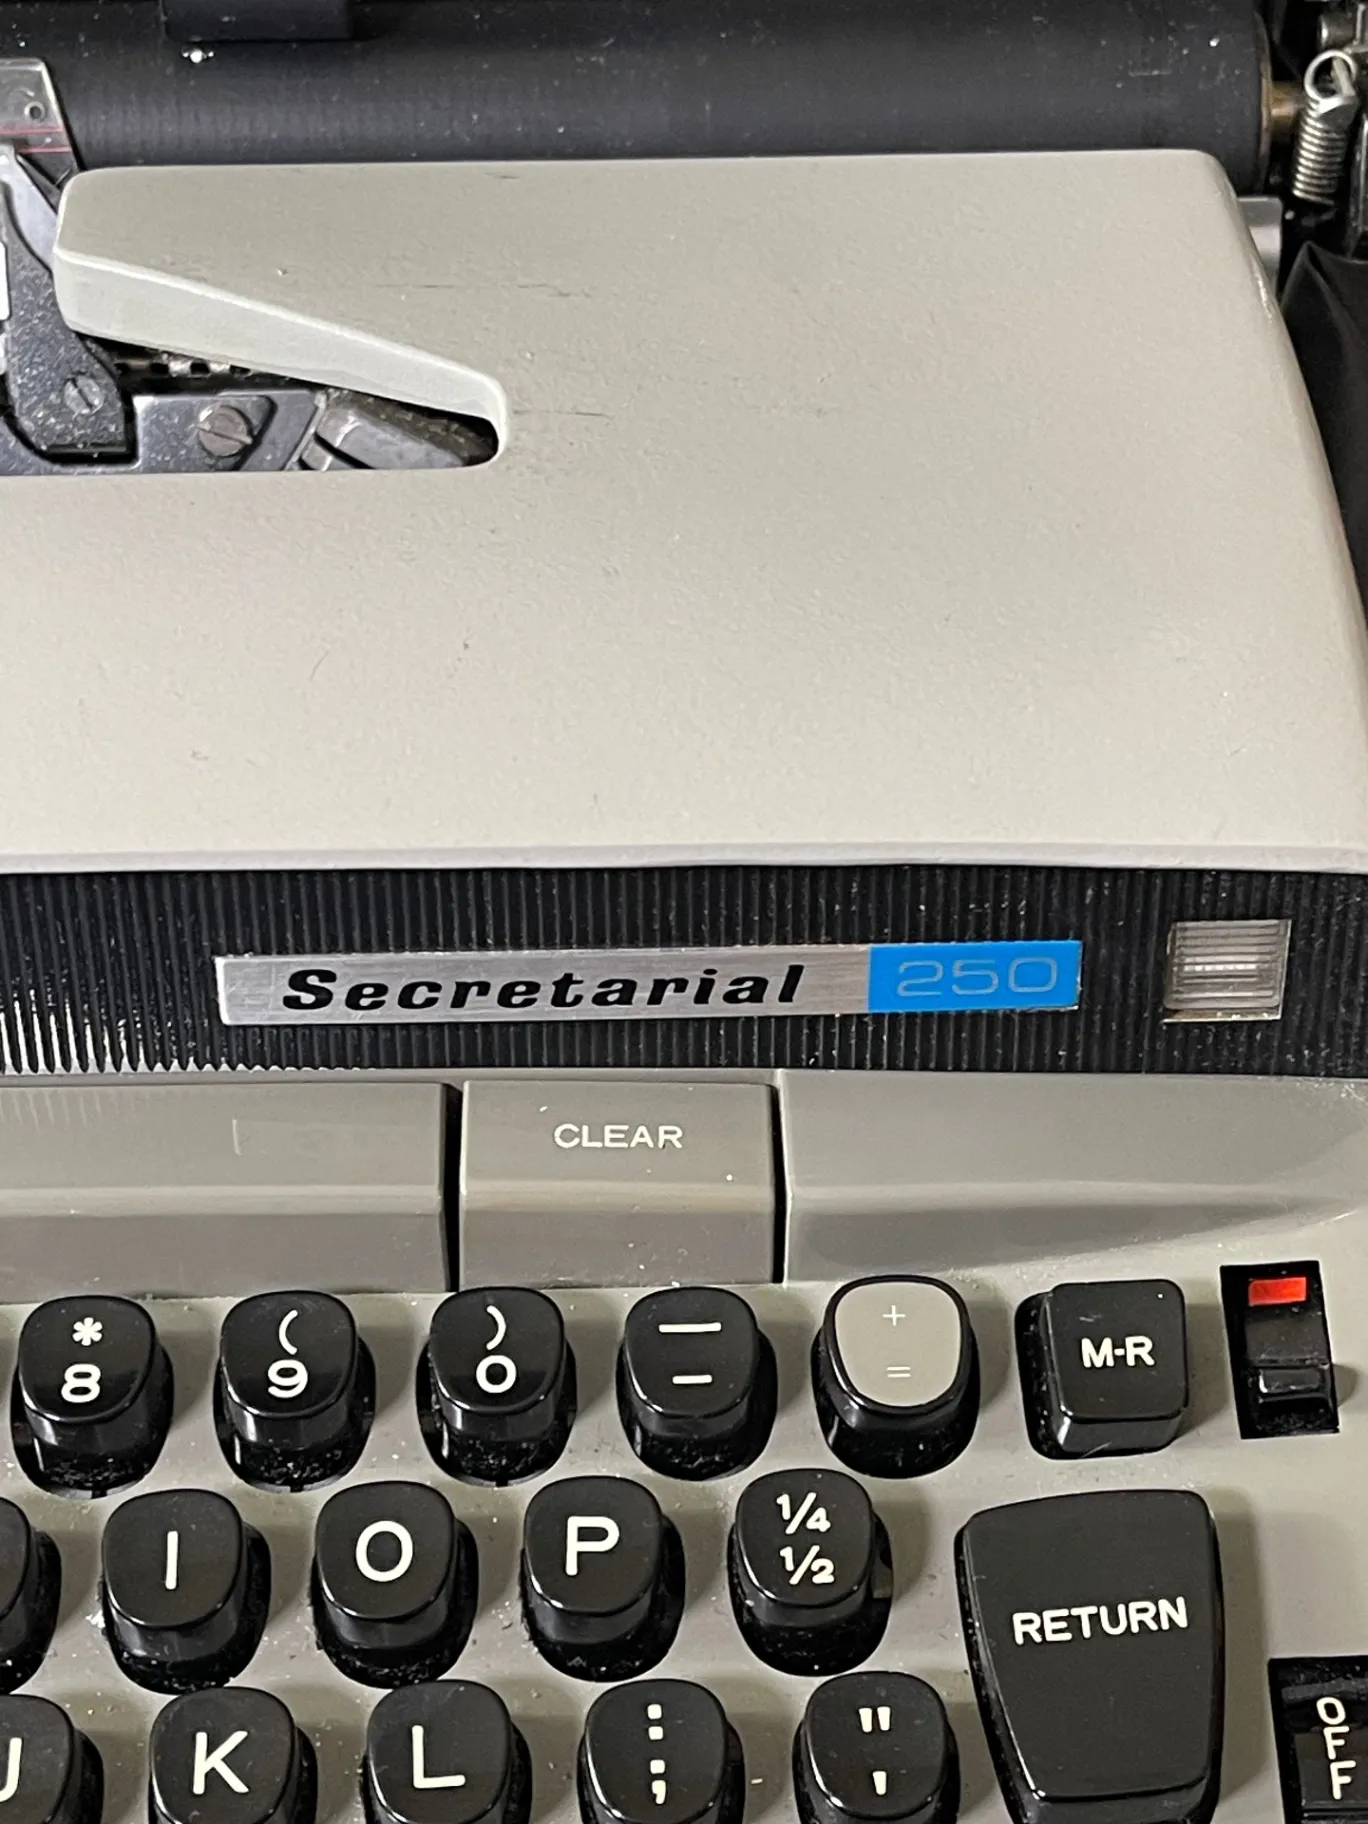 Secretarial 250
CLEAR
* ( ) — +
8 9 0 - = M-R
I O P ¼ ½ RETURN
J K L : ; " '
OFF